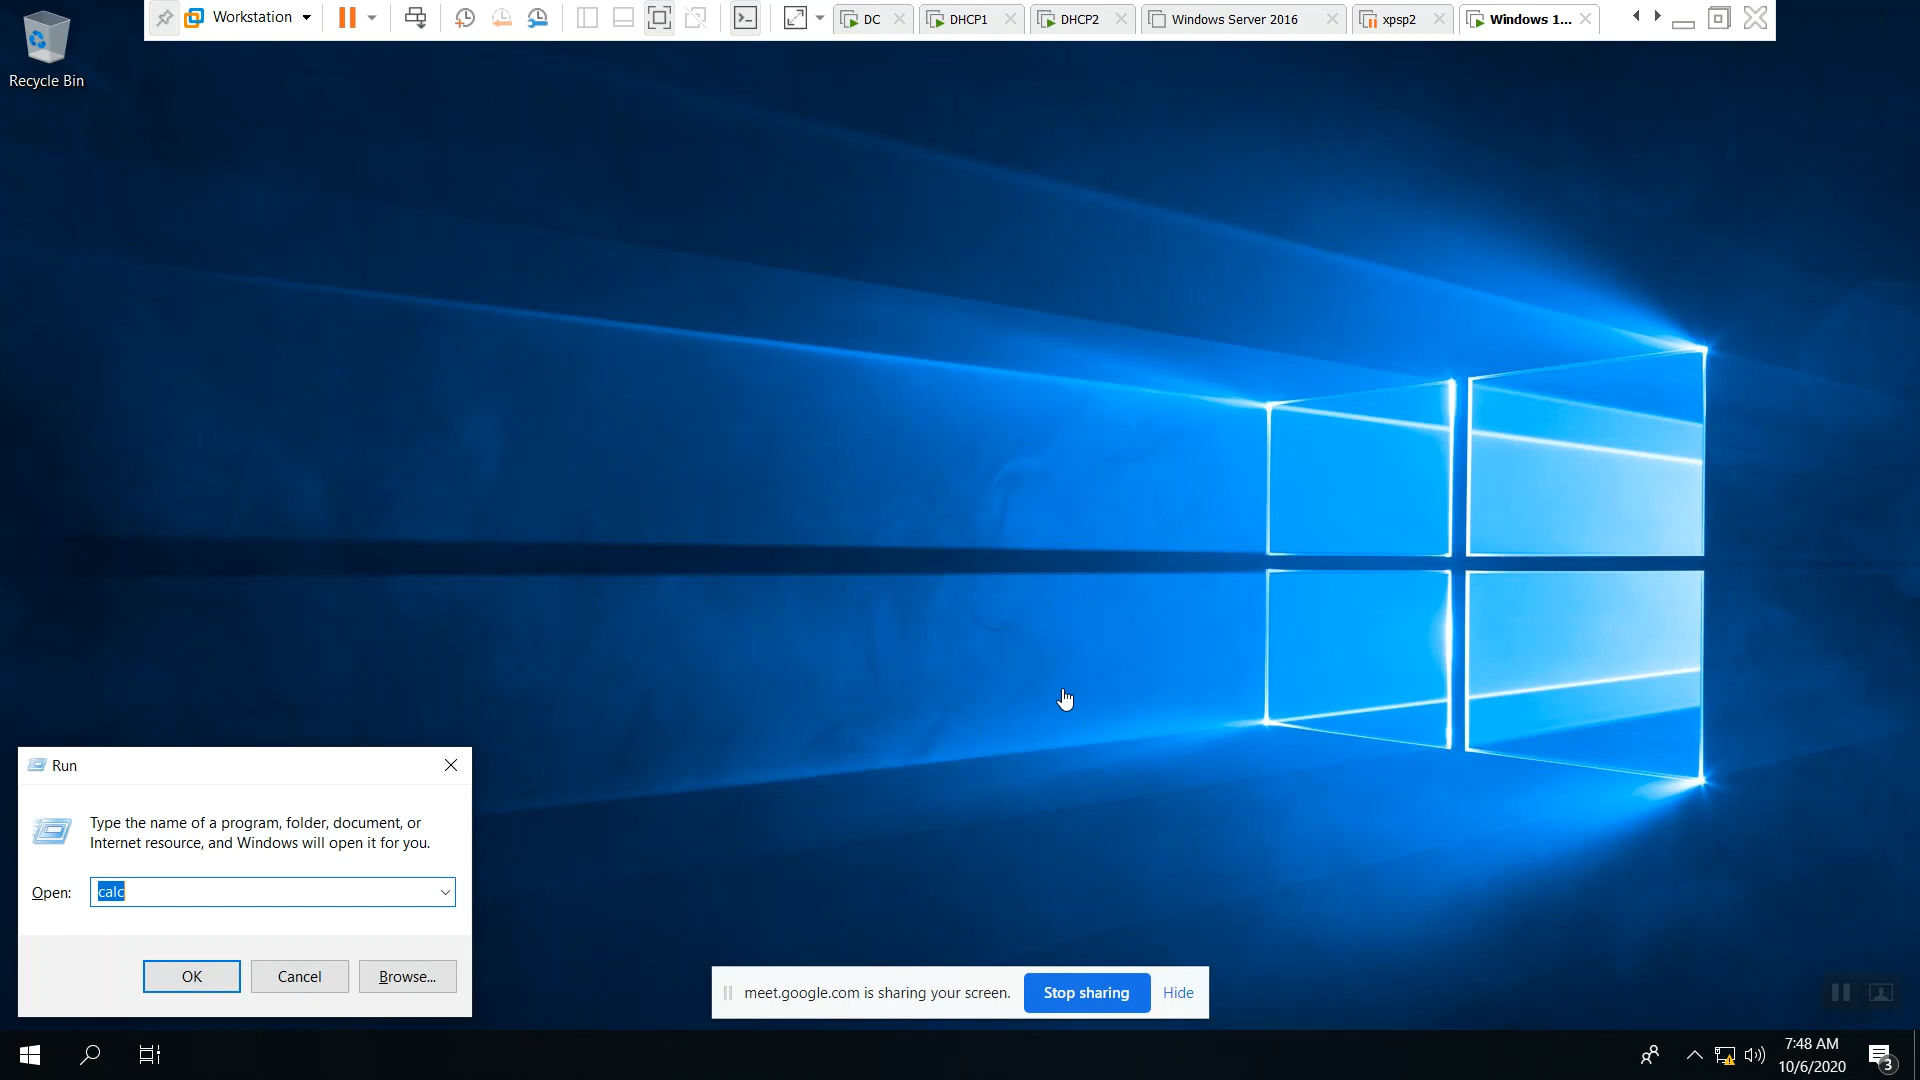 Workstation
DC
DHCP1
DHCP2
Windows Server 2016
xpsp2
Windows 1...
Recycle Bin
Run
Type the name of a program, folder, document, or
Internet resource, and Windows will open it for you.
Open:
calc
OK
Cancel
Browse...
meet.google.com is sharing your screen.
Stop sharing
Hide
7:48 AM
10/6/2020
3